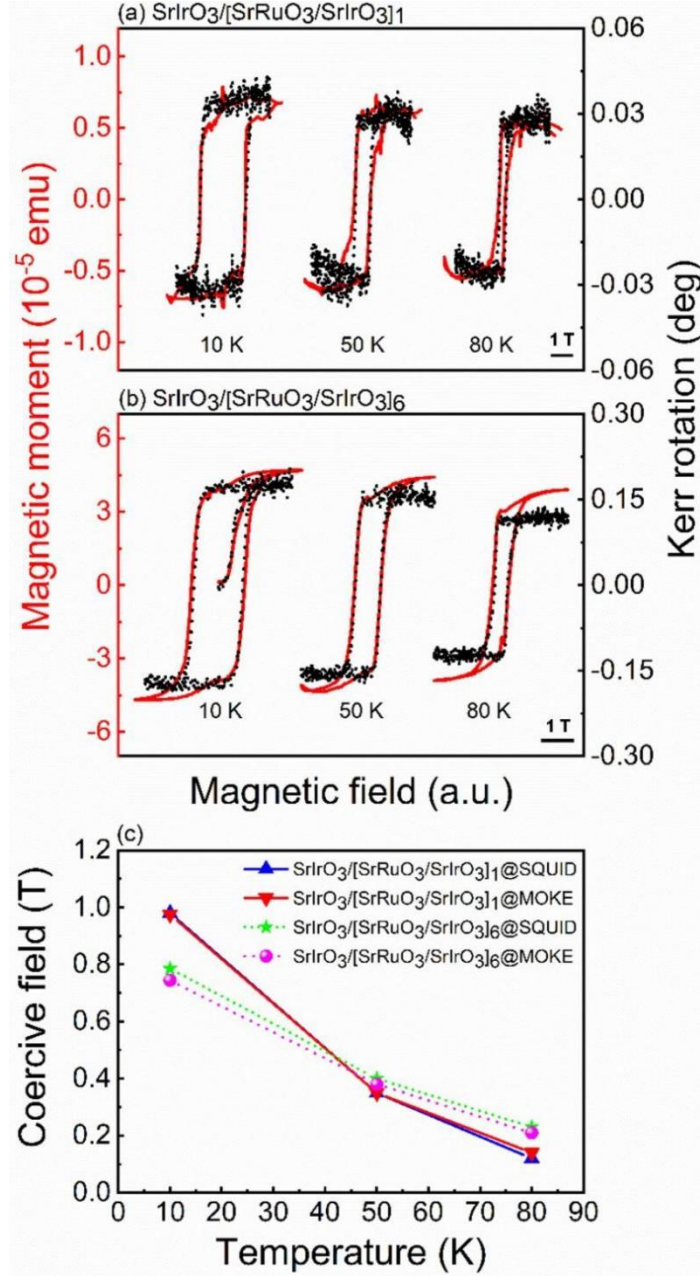 (a) SrIrO3/[SrRuO3/SrIrO3]1
Magnetic moment (10-5 emu)
1.0
0.5
0.0
-0.5
-1.0
10 K
50 K
80 K
1 T
0.06
0.03
0.00
-0.03
-0.06
Kerr rotation (deg)
(b) SrIrO3/[SrRuO3/SrIrO3]6
6
3
0
-3
-6
10 K
50 K
80 K
1 T
0.30
0.15
0.00
-0.15
-0.30
Magnetic field (a.u.)
(c)
Coercive field (T)
1.2
1.0
0.8
0.6
0.4
0.2
0.0
SrIrO3/[SrRuO3/SrIrO3]1@SQUID
SrIrO3/[SrRuO3/SrIrO3]1@MOKE
SrIrO3/[SrRuO3/SrIrO3]6@SQUID
SrIrO3/[SrRuO3/SrIrO3]6@MOKE
0 10 20 30 40 50 60 70 80 90
Temperature (K)